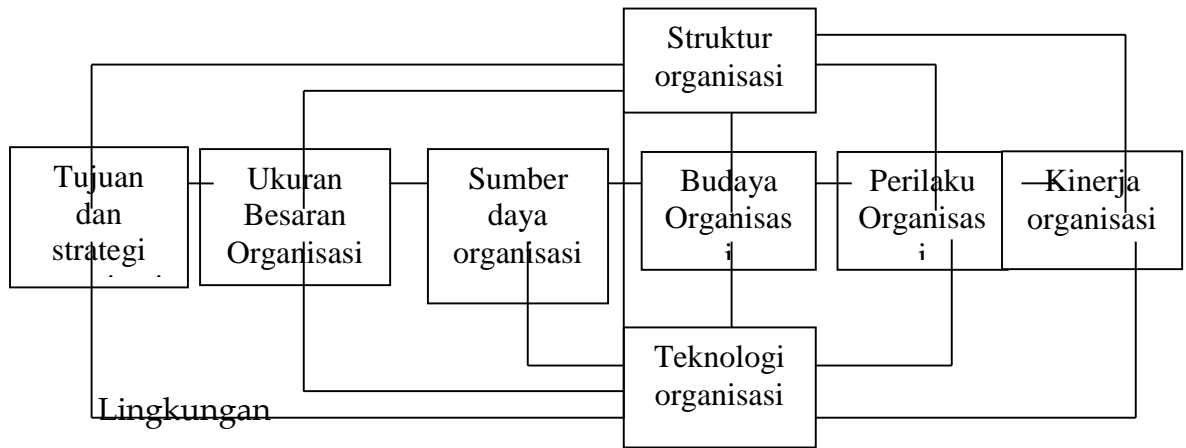 Struktur
organisasi
Tujuan
dan
strategi
Ukuran
Besaran
Organisasi
Sumber
daya
organisasi
Budaya
Organisas
i
Perilaku
Organisas
i
Kinerja
organisasi
Teknologi
organisasi
Lingkungan